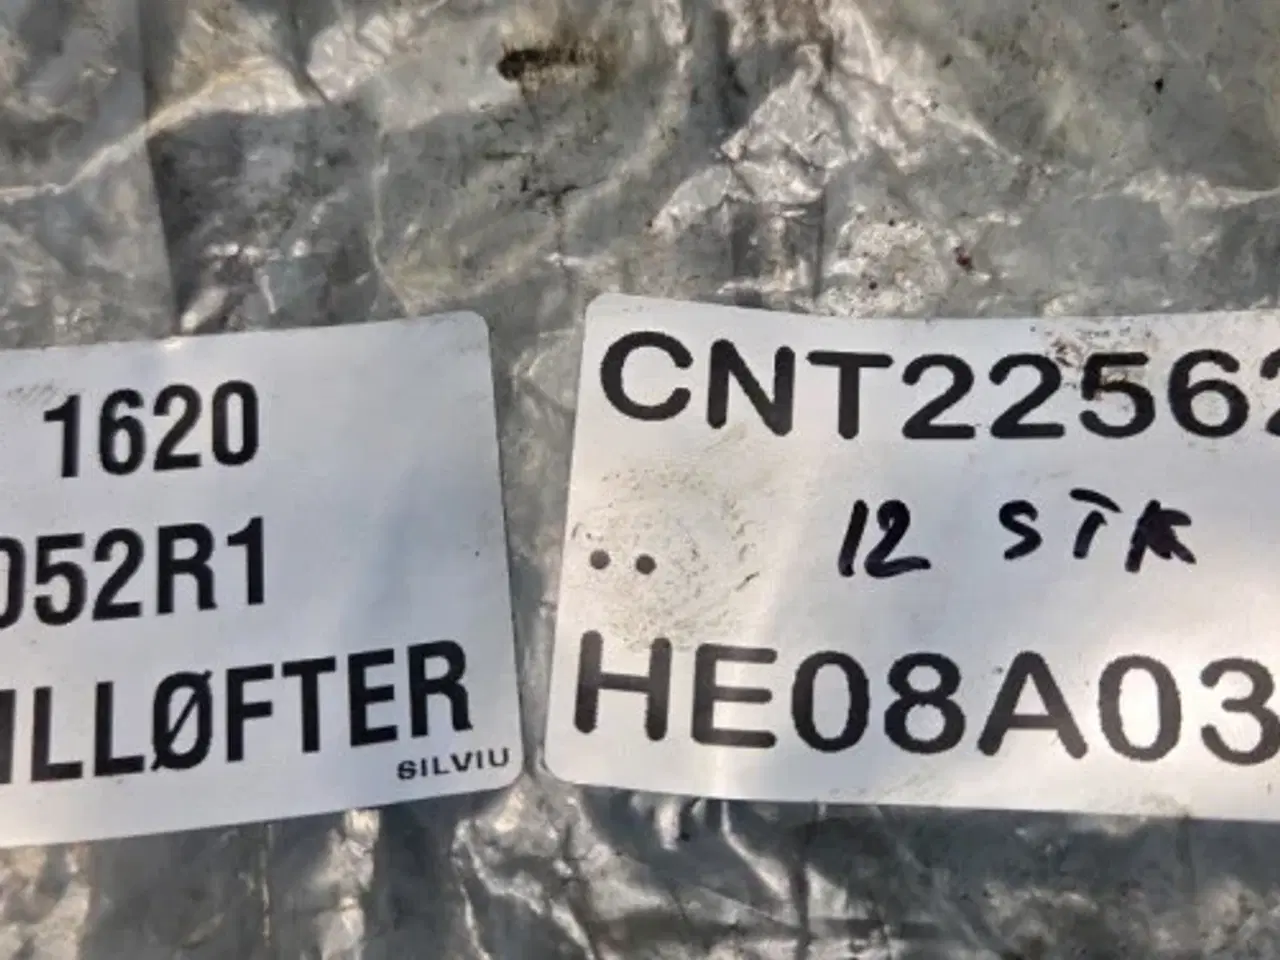 1620
052R1
ILLØFTER
SILVIU
CNT22562
12 STK
..
HE08A03